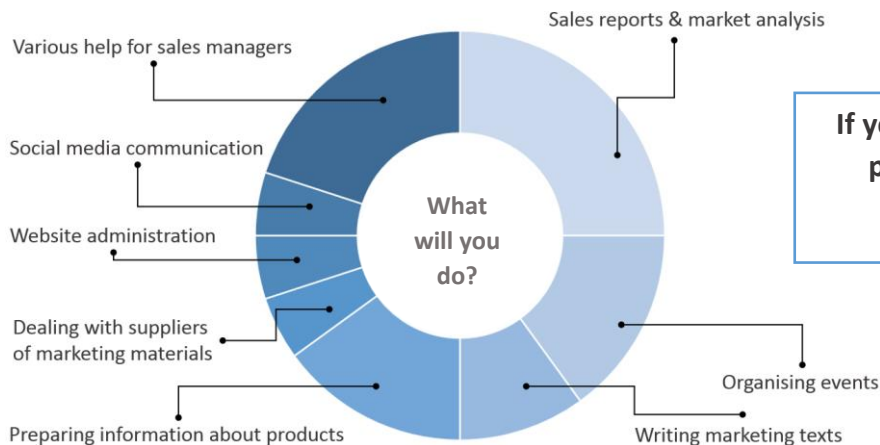 Sales reports & market analysis
Various help for sales managers
Social media communication
Website administration
Dealing with suppliers
of marketing materials
Preparing information about products
What
will you
do?
Organising events
Writing marketing texts
If